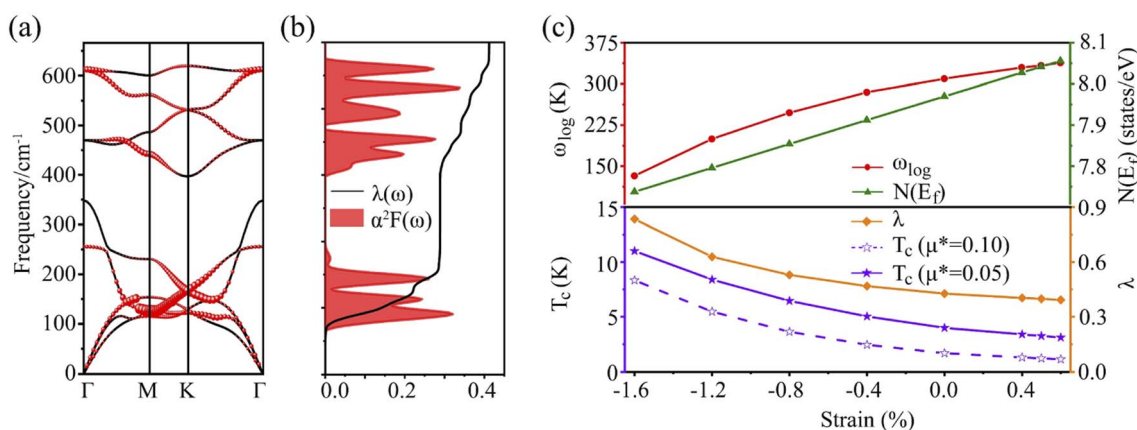 (a)
Frequency/cm⁻¹
600
500
400
300
200
100
0
Γ
M
K
Γ
(b)
λ(ω)
α²F(ω)
0.0
0.2
0.4
(c)
375
300
225
150
ω_log (K)
8.1
8.0
7.9
7.8
N(E_f) (states/eV)
ω_log
N(E_f)
15
10
5
0
T_c (K)
0.9
0.6
0.3
0.0
λ
λ
T_c (μ*=0.10)
T_c (μ*=0.05)
-1.6
-1.2
-0.8
-0.4
0.0
0.4
Strain (%)